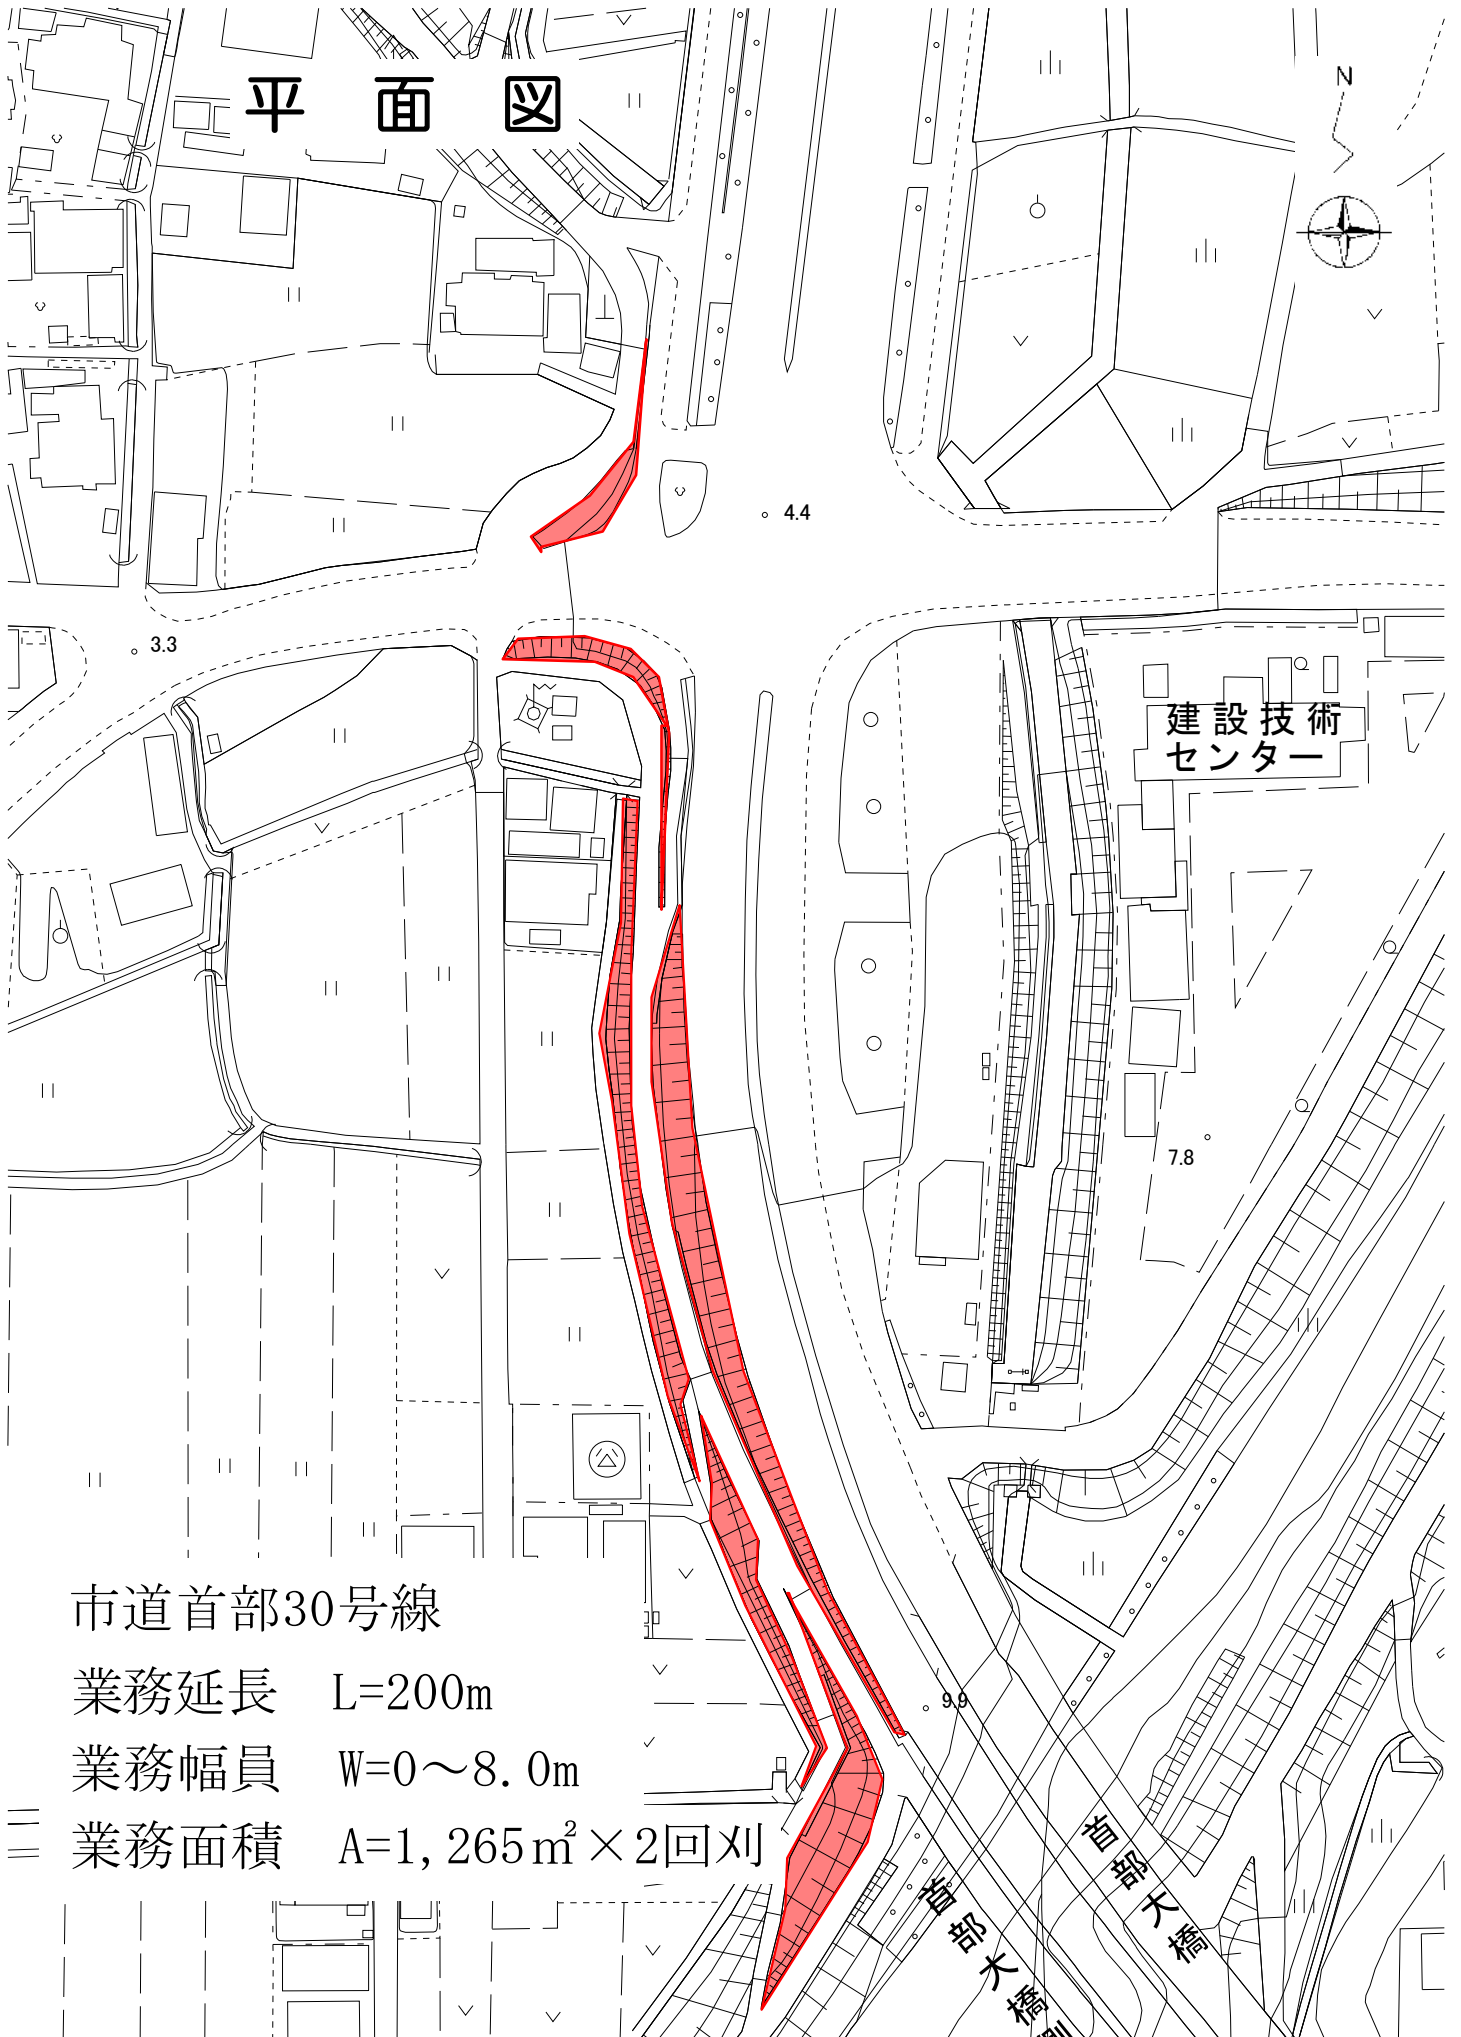 平面図
N
4.4
3.3
建設技術
センター
7.8
市道首部30号線
業務延長 L=200m
業務幅員 W=0～8.0m
業務面積 A=1,265㎡×2回刈
9.9
首部大橋
首部大橋側